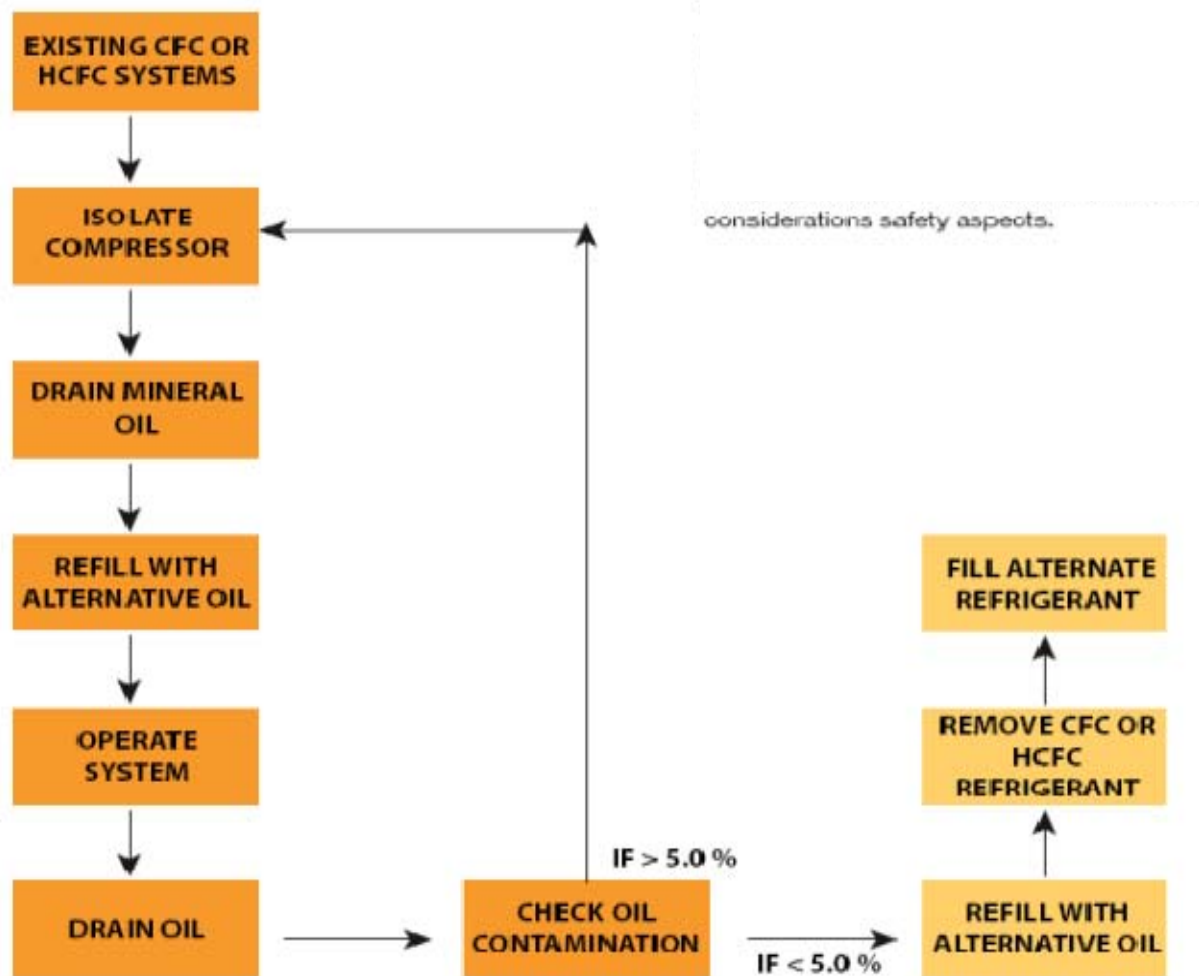 EXISTING CFC OR
HCFC SYSTEMS
ISOLATE
COMPRESSOR
considerations safety aspects.
DRAIN MINERAL
OIL
REFILL WITH
ALTERNATIVE OIL
OPERATE
SYSTEM
DRAIN OIL
IF > 5.0 %
CHECK OIL
CONTAMINATION
IF < 5.0 %
REFILL WITH
ALTERNATIVE OIL
REMOVE CFC OR
HCFC
REFRIGERANT
FILL ALTERNATE
REFRIGERANT